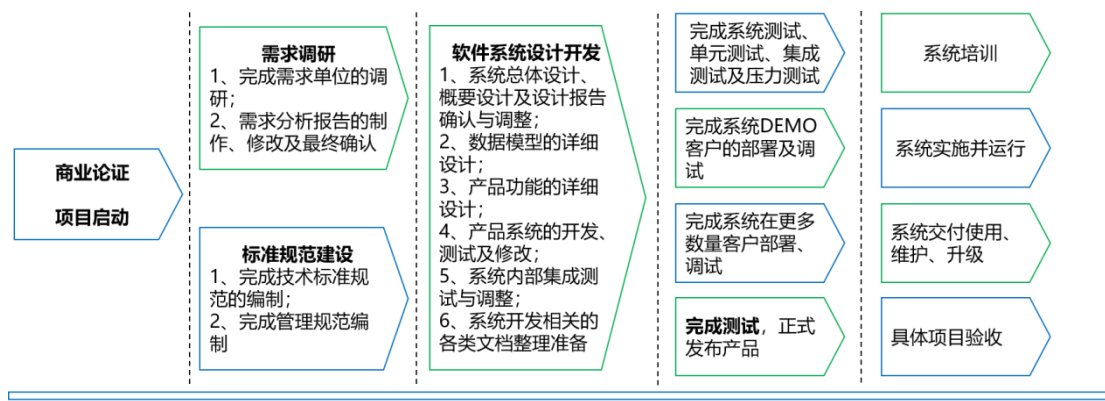 商业论证
项目启动
需求调研
1、完成需求单位的调
研；
2、需求分析报告的制
作、修改及最终确认
标准规范建设
1、完成技术标准规
范的编制；
2、完成管理规范编
制
软件系统设计开发
1、系统总体设计、
概要设计及设计报告
确认与调整；
2、数据模型的详细
设计；
3、产品功能的详细
设计；
4、产品系统的开发、
测试及修改；
5、系统内部集成测
试与调整；
6、系统开发相关的
各类文档整理准备
完成系统测试、
单元测试、集成
测试及压力测试
完成系统DEMO
客户的部署及调
试
完成系统在更多
数量客户部署、
调试
完成测试，正式
发布产品
系统培训
系统实施并运行
系统交付使用、
维护、升级
具体项目验收